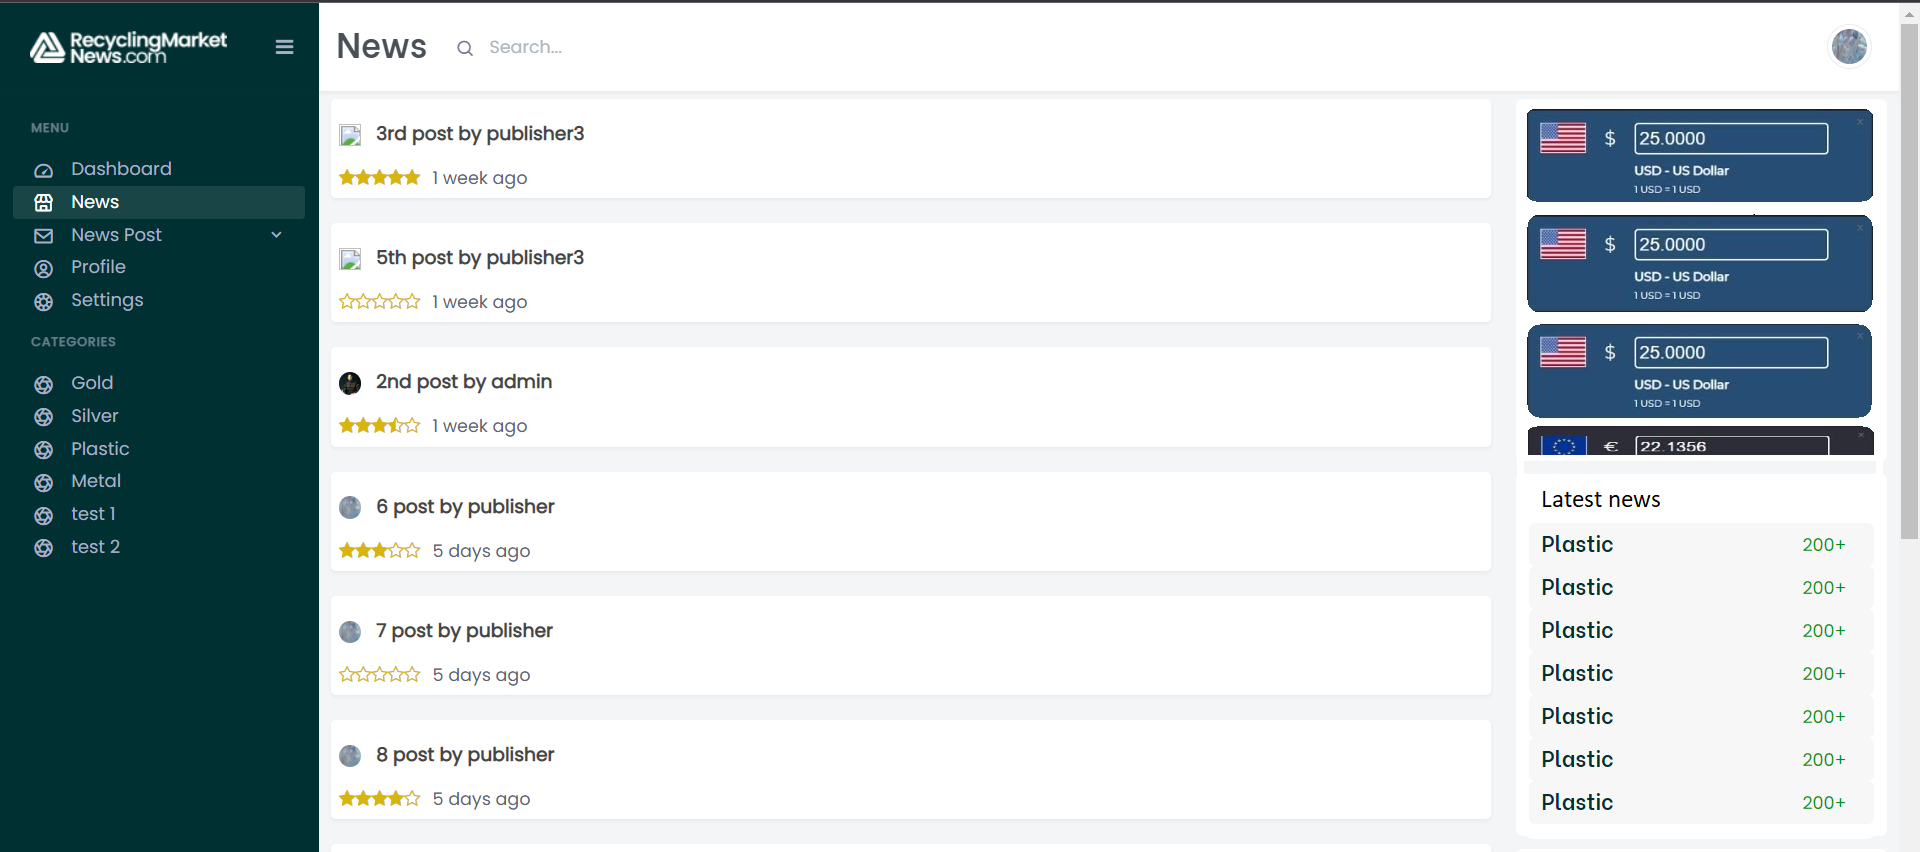 RecyclingMarket
News.com
MENU
Dashboard
News
News Post
Profile
Settings
CATEGORIES
Gold
Silver
Plastic
Metal
test 1
test 2
News
Search...
3rd post by publisher3
1 week ago
5th post by publisher3
1 week ago
2nd post by admin
1 week ago
6 post by publisher
5 days ago
7 post by publisher
5 days ago
8 post by publisher
5 days ago
$ 25.0000
USD - US Dollar
1 USD = 1 USD
$ 25.0000
USD - US Dollar
1 USD = 1 USD
$ 25.0000
USD - US Dollar
1 USD = 1 USD
€ 22.1356
Latest news
Plastic 200+
Plastic 200+
Plastic 200+
Plastic 200+
Plastic 200+
Plastic 200+
Plastic 200+